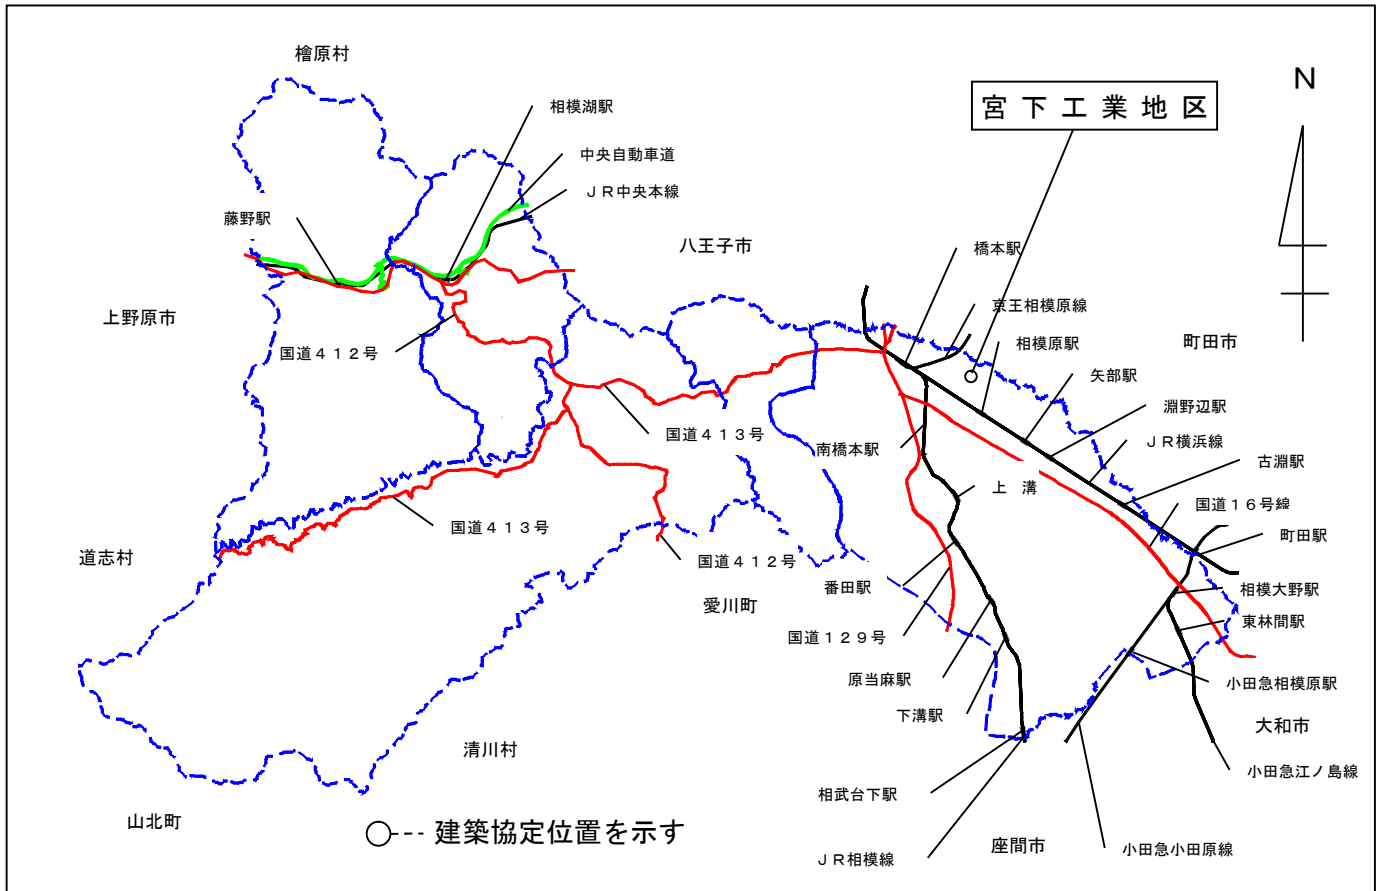 檜原村
N
相模湖駅
宮下工業地区
中央自動車道
ＪＲ中央本線
藤野駅
八王子市
橋本駅
京王相模原線
上野原市
相模原駅
町田市
国道４１２号
矢部駅
淵野辺駅
国道４１３号
ＪＲ横浜線
南橋本駅
古淵駅
上　溝
国道１６号線
国道４１３号
町田駅
道志村
国道４１２号
番田駅
相模大野駅
愛川町
東林間駅
国道１２９号
原当麻駅
小田急相模原駅
下溝駅
大和市
清川村
小田急江ノ島線
相武台下駅
山北町
○--- 建築協定位置を示す
座間市
小田急小田原線
ＪＲ相模線